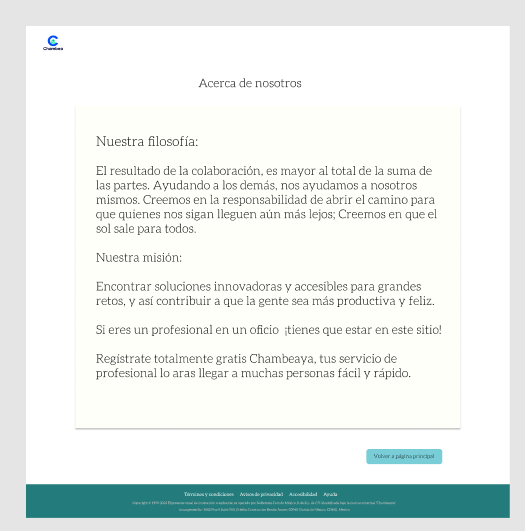 Chambea
Acerca de nosotros
Nuestra filosofía:
El resultado de la colaboración, es mayor al total de la suma de
las partes. Ayudando a los demás, nos ayudamos a nosotros
mismos. Creemos en la responsabilidad de abrir el camino para
que quienes nos sigan lleguen aún más lejos; Creemos en que el
sol sale para todos.
Nuestra misión:
Encontrar soluciones innovadoras y accesibles para grandes
retos, y así contribuir a que la gente sea más productiva y feliz.
Si eres un profesional en un oficio ¡tienes que estar en este sitio!
Regístrate totalmente gratis Chambeaya, tus servicio de
profesional lo aras llegar a muchas personas fácil y rápido.
Volver a página principal
Términos y condiciones Aviso de privacidad Accesibilidad Ayuda